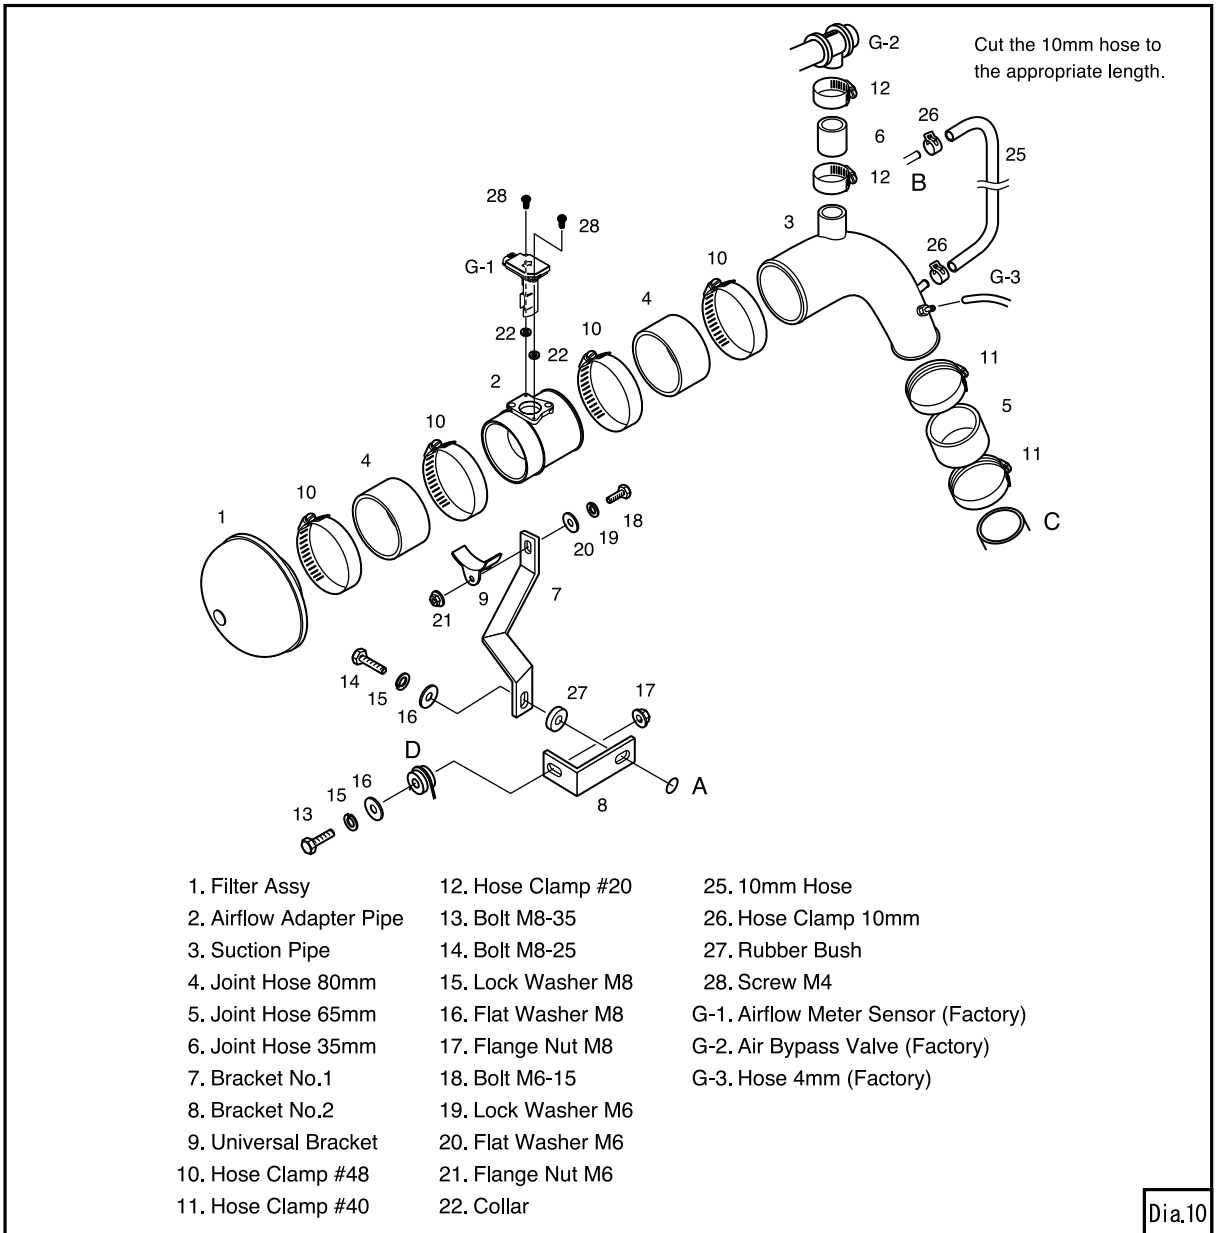 G-2
Cut the 10mm hose to
the appropriate length.
12
26
6
25
B
12
28
28
3
G-1
10
26
G-3
4
22
10
22
2
11
10
5
4
11
10
18
1
19
C
20
9
7
21
14
15
27
17
16
D
16
A
15
8
13
1. Filter Assy
2. Airflow Adapter Pipe
3. Suction Pipe
4. Joint Hose 80mm
5. Joint Hose 65mm
6. Joint Hose 35mm
7. Bracket No.1
8. Bracket No.2
9. Universal Bracket
10. Hose Clamp #48
11. Hose Clamp #40
12. Hose Clamp #20
13. Bolt M8-35
14. Bolt M8-25
15. Lock Washer M8
16. Flat Washer M8
17. Flange Nut M8
18. Bolt M6-15
19. Lock Washer M6
20. Flat Washer M6
21. Flange Nut M6
22. Collar
25. 10mm Hose
26. Hose Clamp 10mm
27. Rubber Bush
28. Screw M4
G-1. Airflow Meter Sensor (Factory)
G-2. Air Bypass Valve (Factory)
G-3. Hose 4mm (Factory)
Dia.10